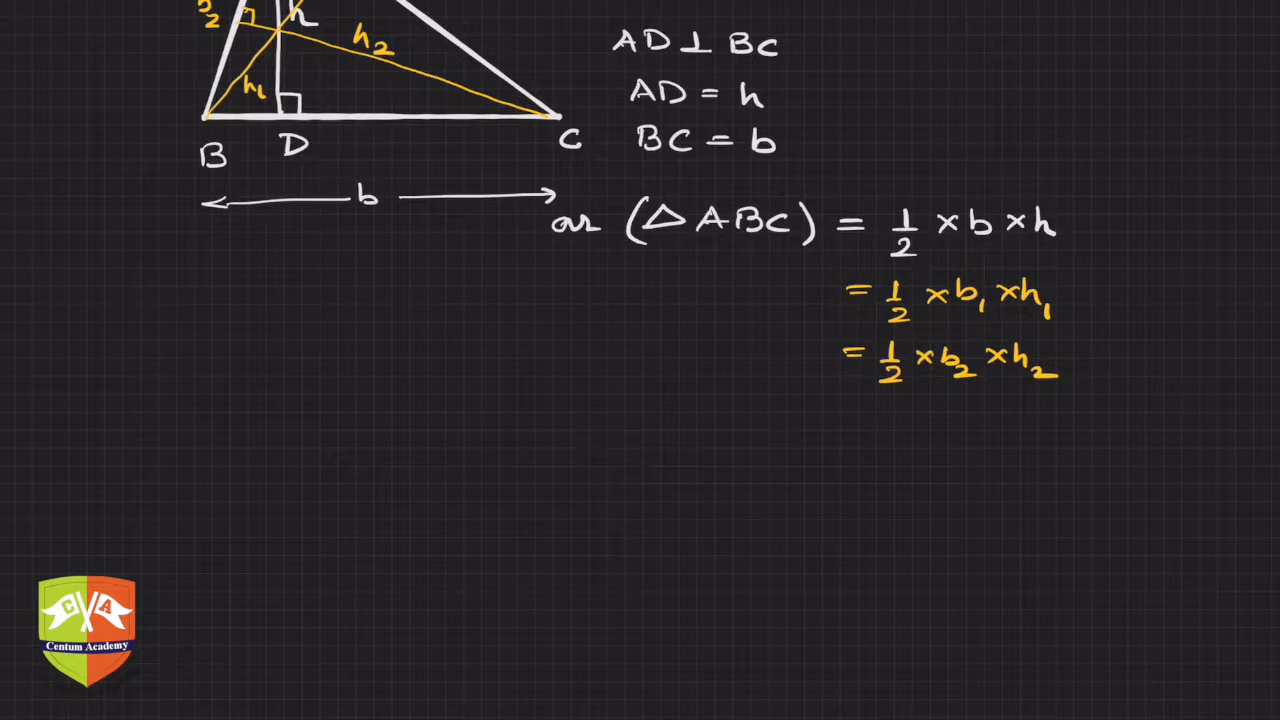 b2
h
h2
h1
B
D
C
b
AD ⊥ BC
AD = h
BC = b
ar (△ABC) = 1/2 × b × h
= 1/2 × b₁ × h₁
= 1/2 × b₂ × h₂
C A
Centum Academy